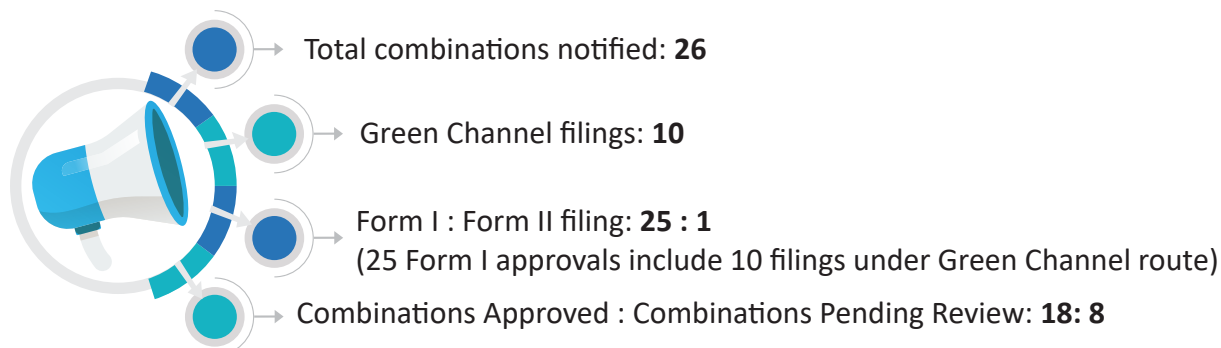 Total combinations notified: 26
Green Channel filings: 10
Form I : Form II filing: 25 : 1
(25 Form I approvals include 10 filings under Green Channel route)
Combinations Approved : Combinations Pending Review: 18: 8